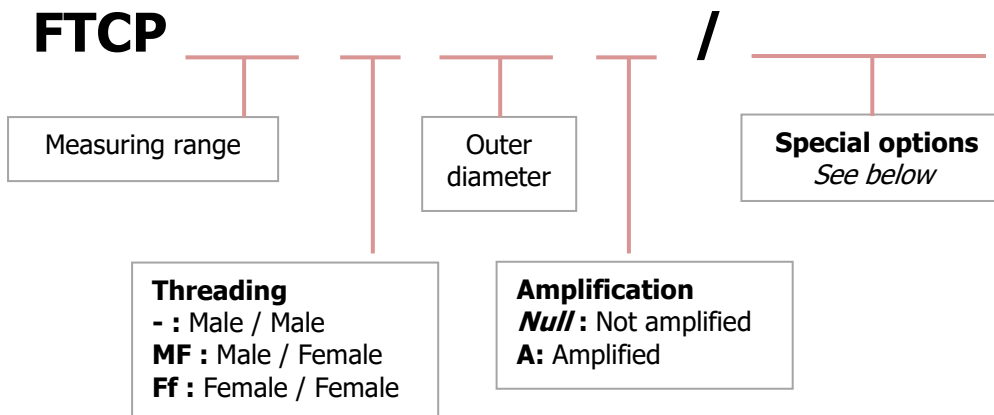 FTCP /
Measuring range
Outer
diameter
Special options
See below
Threading
- : Male / Male
MF : Male / Female
Ff : Female / Female
Amplification
Null : Not amplified
A: Amplified